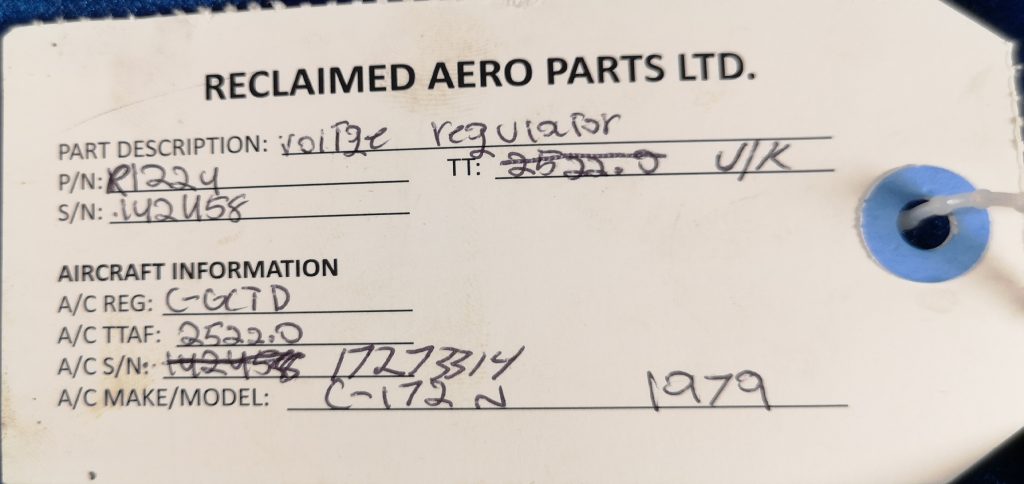 RECLAIMED AERO PARTS LTD.
PART DESCRIPTION: voltge regulator
P/N: R1224 TT: 2522.0 U/K
S/N: 142458
AIRCRAFT INFORMATION
A/C REG: C-GCTD
A/C TTAF: 2522.0
A/C S/N: 142458 17273314
A/C MAKE/MODEL: C-172 N 1979